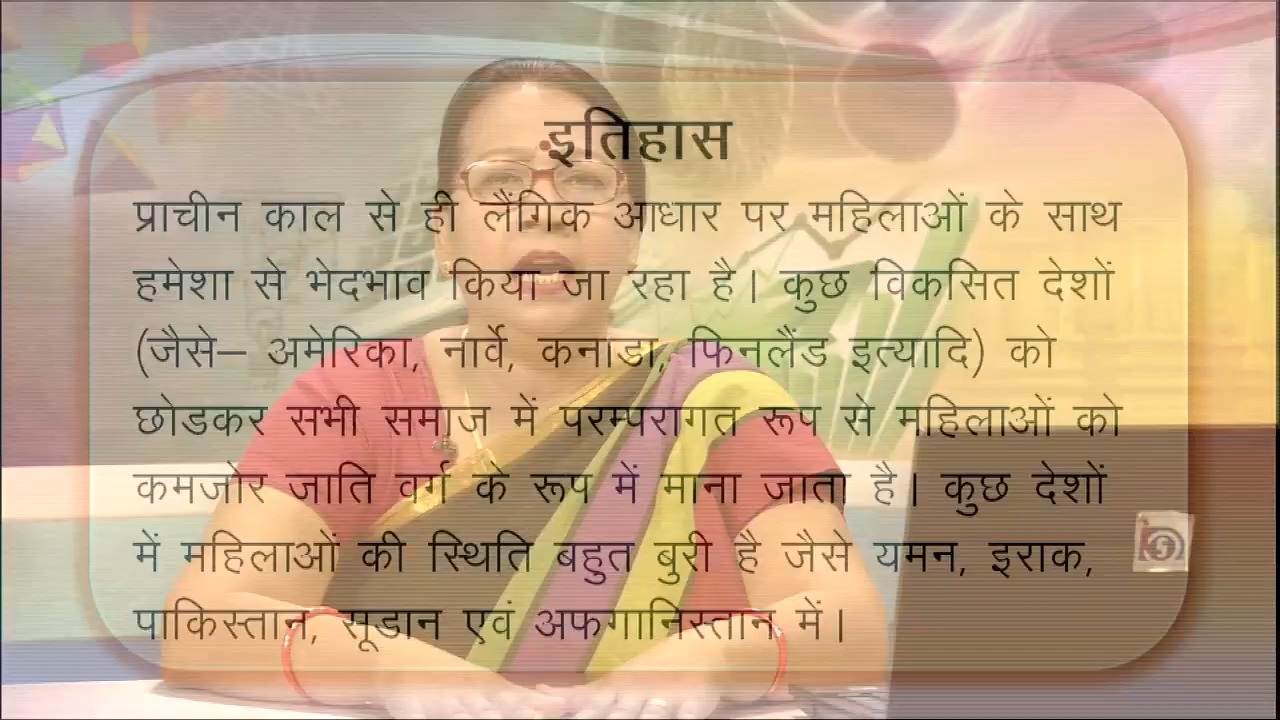 इतिहास
प्राचीन काल से ही लैंगिक आधार पर महिलाओं के साथ
हमेशा से भेदभाव किया जा रहा है। कुछ विकसित देशों
(जैसे– अमेरिका, नार्वे, कनाडा, फिनलैंड इत्यादि) को
छोडकर सभी समाज में परम्परागत रूप से महिलाओं को
कमजोर जाति वर्ग के रूप में माना जाता है। कुछ देशों
में महिलाओं की स्थिति बहुत बुरी है जैसे यमन, इराक,
पाकिस्तान, सूडान एवं अफगानिस्तान में।